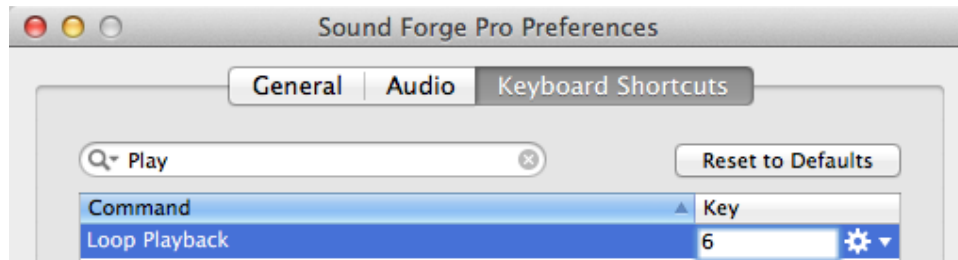 Sound Forge Pro Preferences
General Audio Keyboard Shortcuts
Play Reset to Defaults
Command Key
Loop Playback 6